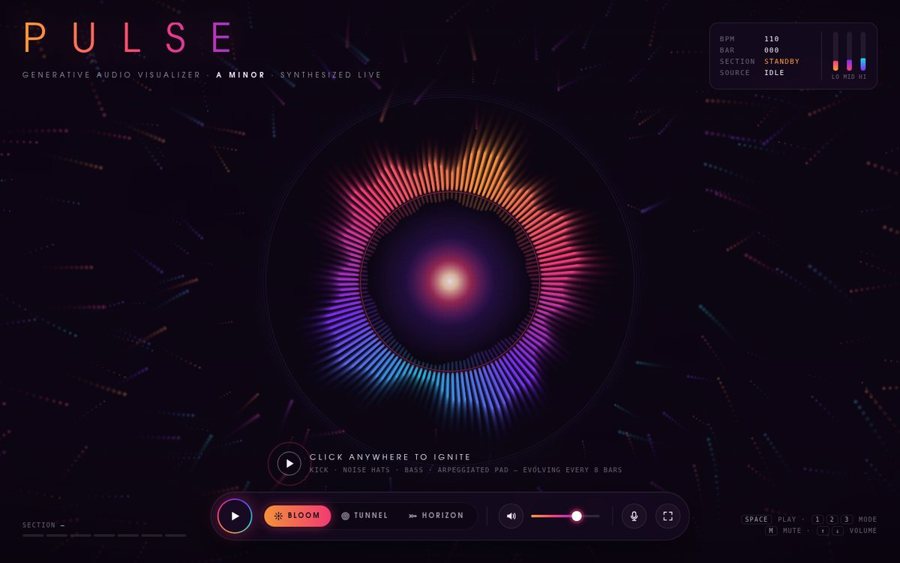 PULSE
GENERATIVE AUDIO VISUALIZER · A MINOR · SYNTHESIZED LIVE
BPM 110
BAR 000
SECTION STANDBY
SOURCE IDLE
LO MID HI
CLICK ANYWHERE TO IGNITE
KICK · NOISE HATS · BASS · ARPEGGIATED PAD — EVOLVING EVERY 8 BARS
BLOOM TUNNEL HORIZON
SECTION —
SPACE PLAY · 1 2 3 MODE
M MUTE · ↑ ↓ VOLUME